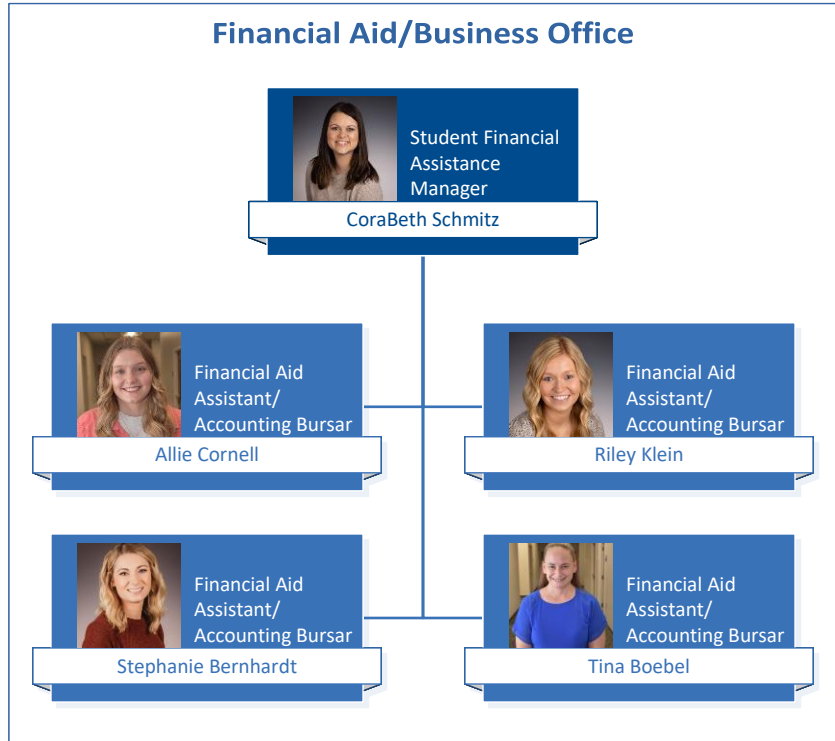 Financial Aid/Business Office
Student Financial
Assistance
Manager
CoraBeth Schmitz
Financial Aid
Assistant/
Accounting Bursar
Allie Cornell
Financial Aid
Assistant/
Accounting Bursar
Riley Klein
Financial Aid
Assistant/
Accounting Bursar
Stephanie Bernhardt
Financial Aid
Assistant/
Accounting Bursar
Tina Boebel